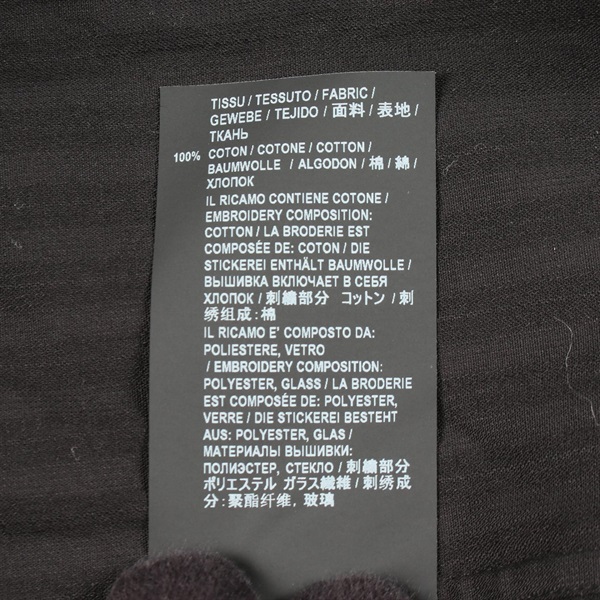 TISSU / TESSUTO / FABRIC /
GEWEBE / TEJIDO / 面料 / 表地 /
ТКАНЬ
100% COTON / COTONE / COTTON /
BAUMWOLLE / ALGODON / 棉 / 綿 /
ХЛОПОК
IL RICAMO CONTIENE COTONE /
EMBROIDERY COMPOSITION:
COTTON / LA BRODERIE EST
COMPOSÉE DE: COTON / DIE
STICKEREI ENTHÄLT BAUMWOLLE /
ВЫШИВКА ВКЛЮЧАЕТ В СЕБЯ
ХЛОПОК / 刺繍部分 コットン / 刺
绣组成:棉
IL RICAMO E' COMPOSTO DA:
POLIESTERE, VETRO
/ EMBROIDERY COMPOSITION:
POLYESTER, GLASS / LA BRODERIE
EST COMPOSÉE DE: POLYESTER,
VERRE / DIE STICKEREI BESTEHT
AUS: POLYESTER, GLAS /
МАТЕРИАЛЫ ВЫШИВКИ:
ПОЛИЭСТЕР, СТЕКЛО / 刺繍部分
ポリエステル ガラス繊維 / 刺绣成
分:聚酯纤维, 玻璃